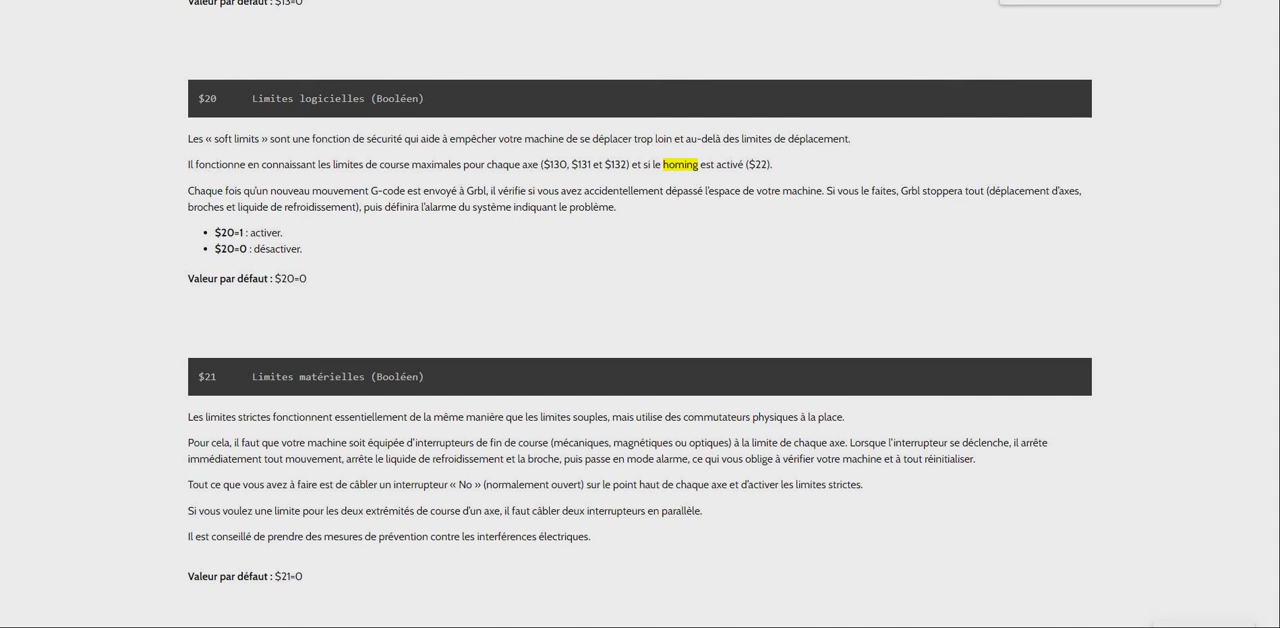 Valeur par défaut : $13=0
$20 Limites logicielles (Booléen)
Les « soft limits » sont une fonction de sécurité qui aide à empêcher votre machine de se déplacer trop loin et au-delà des limites de déplacement.
Il fonctionne en connaissant les limites de course maximales pour chaque axe ($130, $131 et $132) et si le homing est activé ($22).
Chaque fois qu'un nouveau mouvement G-code est envoyé à Grbl, il vérifie si vous avez accidentellement dépassé l'espace de votre machine. Si vous le faites, Grbl stoppera tout (déplacement d'axes,
broches et liquide de refroidissement), puis définira l'alarme du système indiquant le problème.
• $20=1 : activer.
• $20=0 : désactiver.
Valeur par défaut : $20=0
$21 Limites matérielles (Booléen)
Les limites strictes fonctionnent essentiellement de la même manière que les limites souples, mais utilise des commutateurs physiques à la place.
Pour cela, il faut que votre machine soit équipée d'interrupteurs de fin de course (mécaniques, magnétiques ou optiques) à la limite de chaque axe. Lorsque l'interrupteur se déclenche, il arrête
immédiatement tout mouvement, arrête le liquide de refroidissement et la broche, puis passe en mode alarme, ce qui vous oblige à vérifier votre machine et à tout réinitialiser.
Tout ce que vous avez à faire est de câbler un interrupteur « No » (normalement ouvert) sur le point haut de chaque axe et d'activer les limites strictes.
Si vous voulez une limite pour les deux extrémités de course d'un axe, il faut câbler deux interrupteurs en parallèle.
Il est conseillé de prendre des mesures de prévention contre les interférences électriques.
Valeur par défaut : $21=0